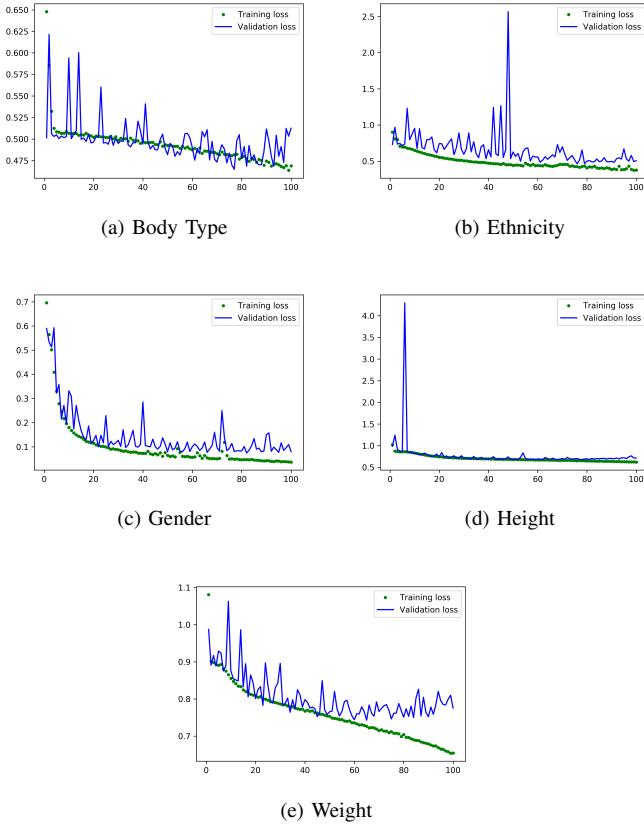 0.650
0.625
0.600
0.575
0.550
0.525
0.500
0.475
0 20 40 60 80 100
Training loss
Validation loss
(a) Body Type
2.5
2.0
1.5
1.0
0.5
0 20 40 60 80 100
Training loss
Validation loss
(b) Ethnicity
0.7
0.6
0.5
0.4
0.3
0.2
0.1
0 20 40 60 80 100
Training loss
Validation loss
(c) Gender
4.0
3.5
3.0
2.5
2.0
1.5
1.0
0.5
0 20 40 60 80 100
Training loss
Validation loss
(d) Height
1.1
1.0
0.9
0.8
0.7
0 20 40 60 80 100
Training loss
Validation loss
(e) Weight